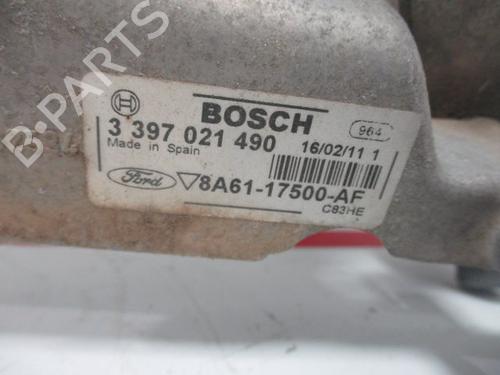 BOSCH
964
3 397 021 490
16/02/11 1
Made in Spain
Ford
8A61-17500-AF
C83HE
B-PARTS